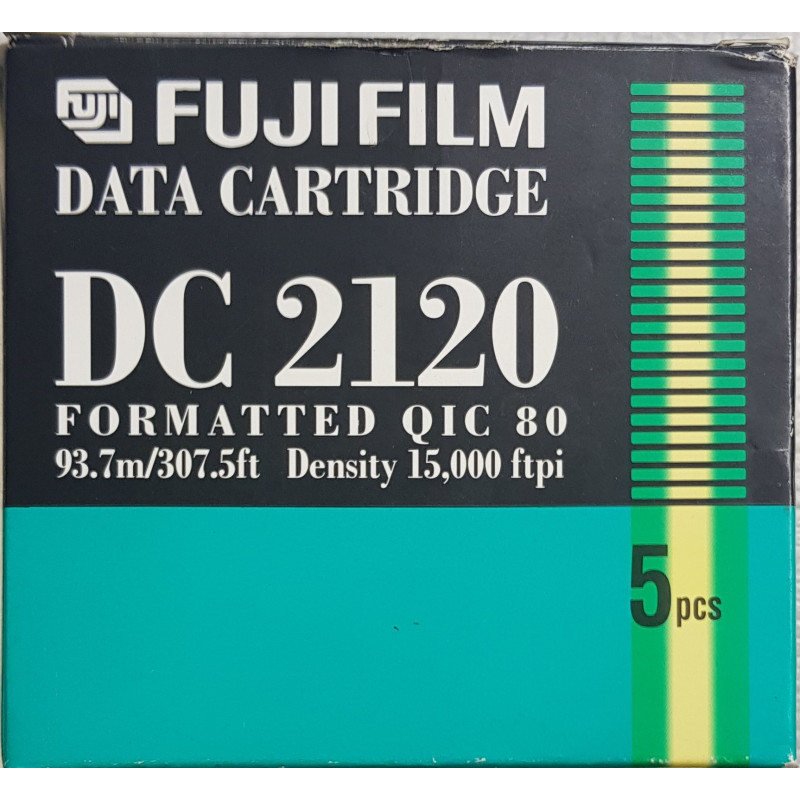 FUJI FUJI FILM
DATA CARTRIDGE
DC 2120
FORMATTED QIC 80
93.7m/307.5ft Density 15,000 ftpi
5 pcs